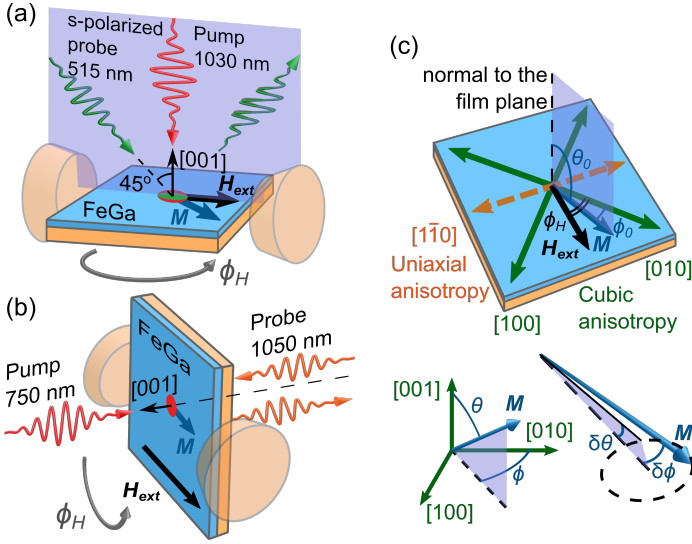 (a)
s-polarized
probe
515 nm
Pump
1030 nm
[001]
45°
H_ext
M
FeGa
ϕ_H
(b)
FeGa
Probe
1050 nm
Pump
750 nm
[001]
M
H_ext
ϕ_H
(c)
normal to the
film plane
θ_0
ϕ_H
ϕ_0
M
H_ext
[11̄0]
Uniaxial
anisotropy
[010]
Cubic
anisotropy
[100]
[001]
θ
M
[010]
ϕ
[100]
M
δθ
δϕ